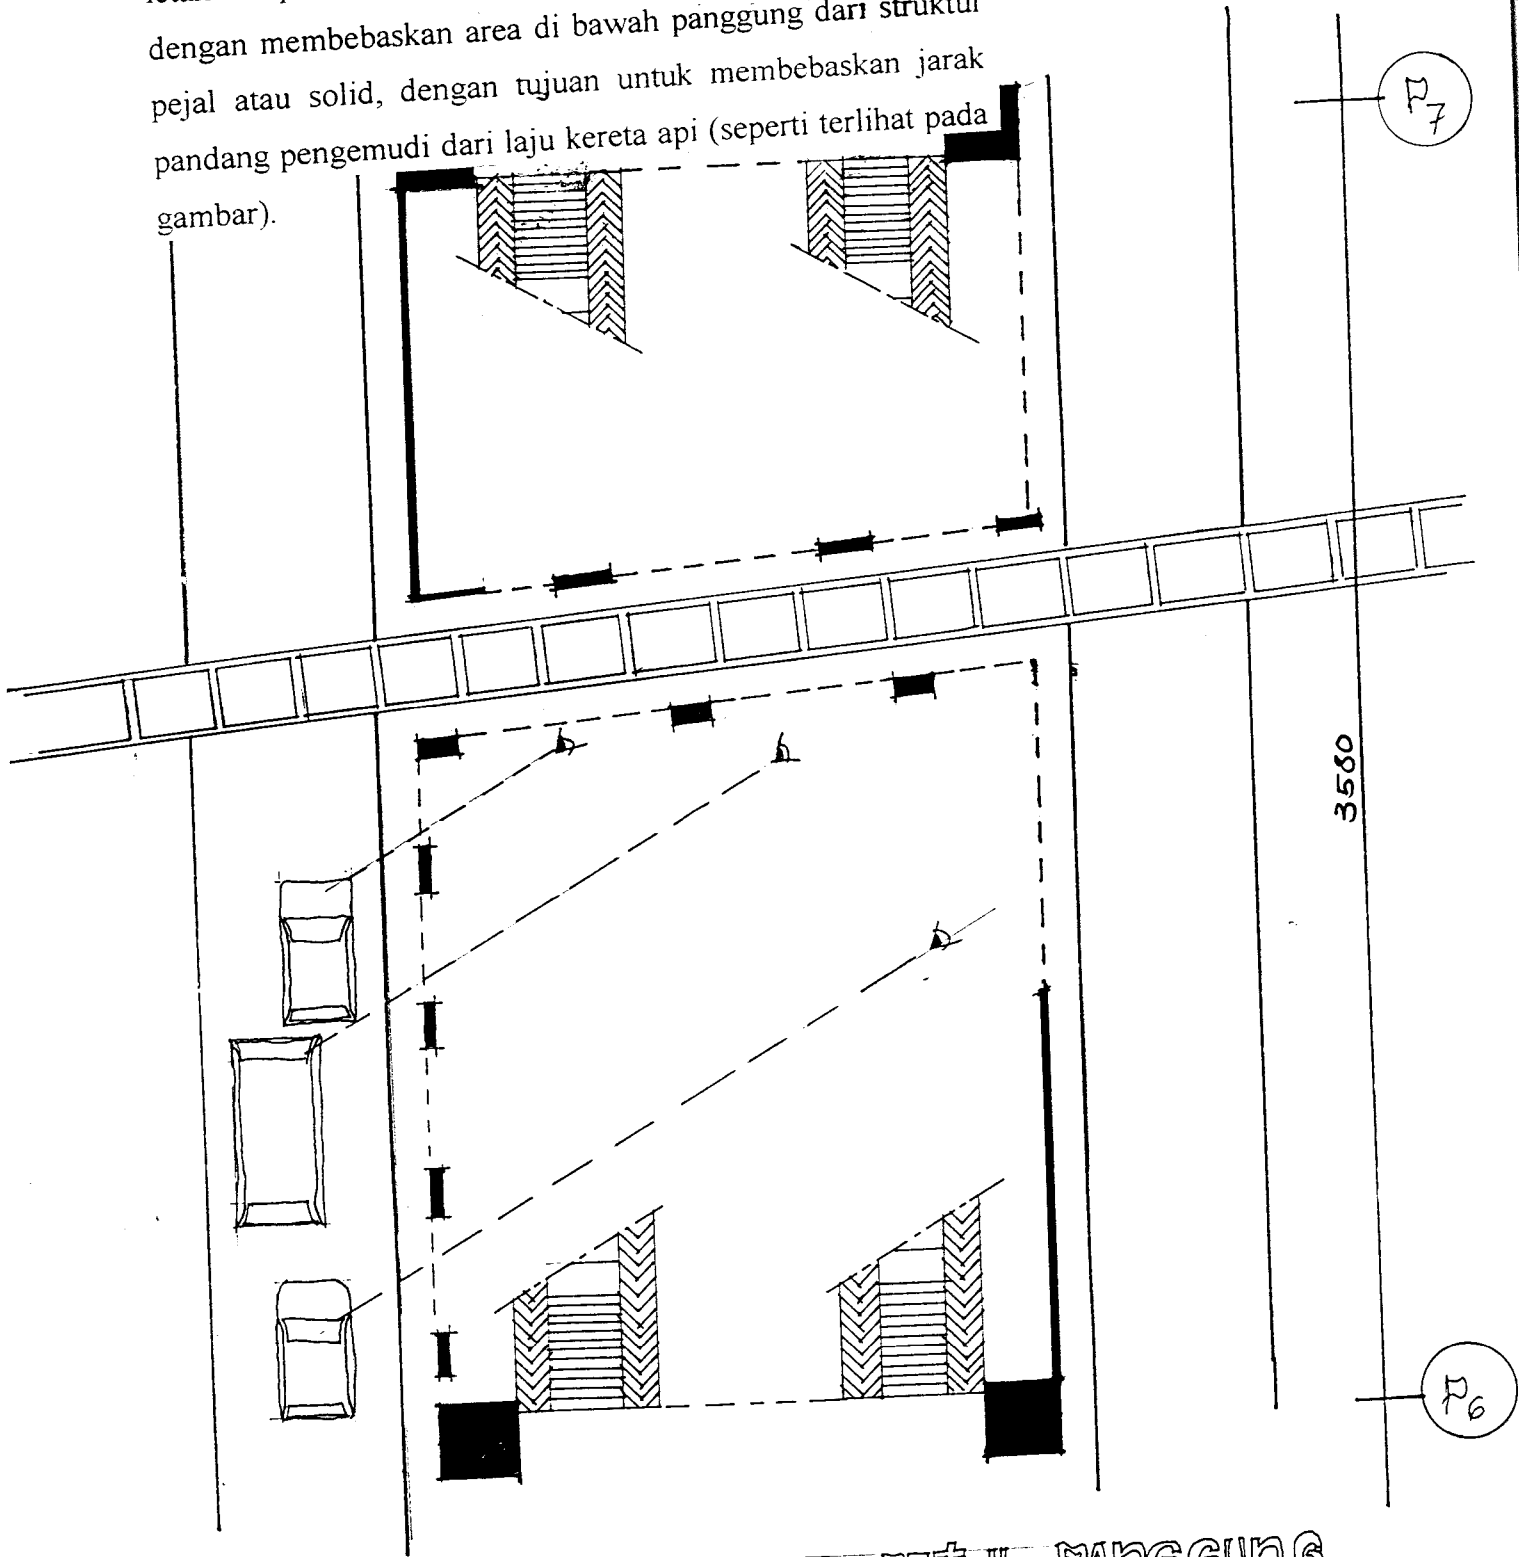 dengan membebaskan area di bawah panggung dari struktur
pejal atau solid, dengan tujuan untuk membebaskan jarak
pandang pengemudi dari laju kereta api (seperti terlihat pada
gambar).
P7
3580
P6
PANGGUNG